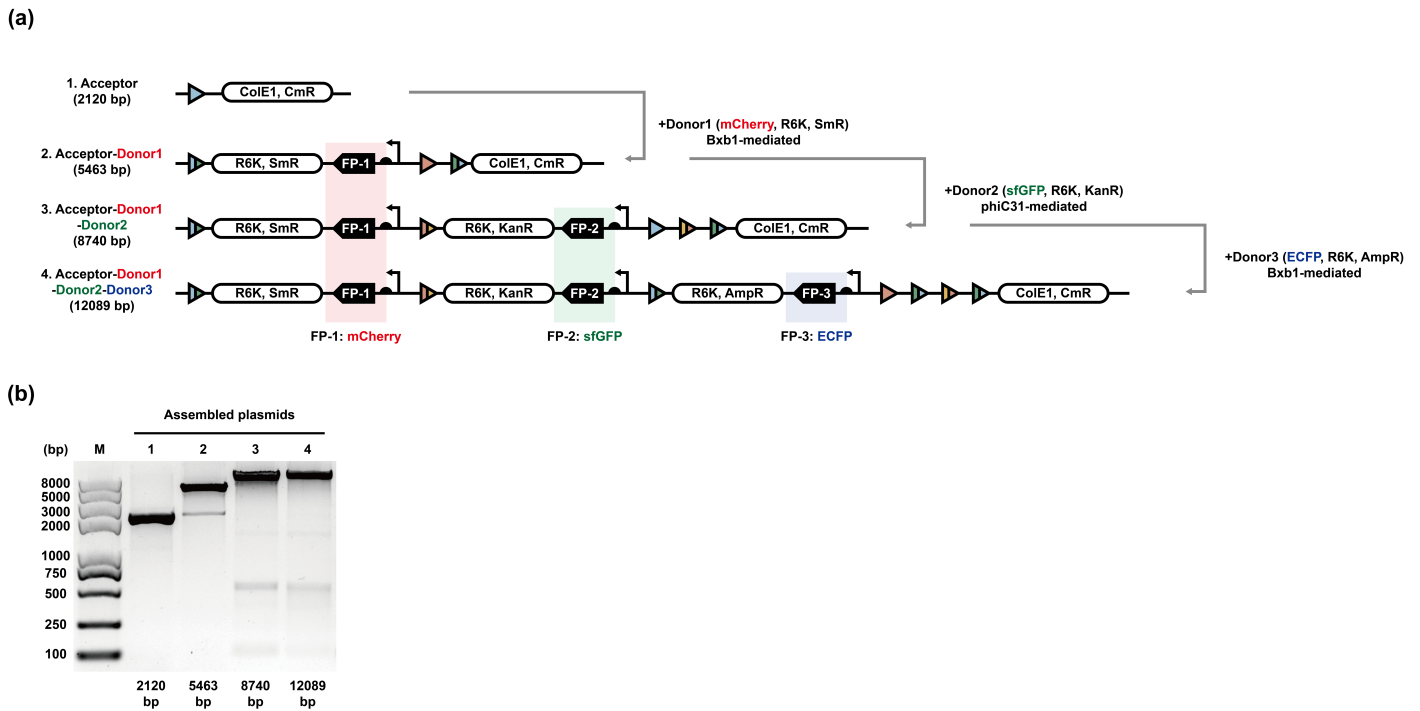 (a)
1. Acceptor
(2120 bp)
ColE1, CmR
+Donor1 (mCherry, R6K, SmR)
Bxb1-mediated
2. Acceptor-Donor1
(5463 bp)
R6K, SmR
FP-1
ColE1, CmR
+Donor2 (sfGFP, R6K, KanR)
phiC31-mediated
3. Acceptor-Donor1
-Donor2
(8740 bp)
R6K, SmR
FP-1
R6K, KanR
FP-2
ColE1, CmR
+Donor3 (ECFP, R6K, AmpR)
Bxb1-mediated
4. Acceptor-Donor1
-Donor2-Donor3
(12089 bp)
R6K, SmR
FP-1
R6K, KanR
FP-2
R6K, AmpR
FP-3
ColE1, CmR
FP-1: mCherry
FP-2: sfGFP
FP-3: ECFP
(b)
Assembled plasmids
(bp) M 1 2 3 4
8000
5000
3000
2000
1000
750
500
250
100
2120 5463 8740 12089
bp bp bp bp